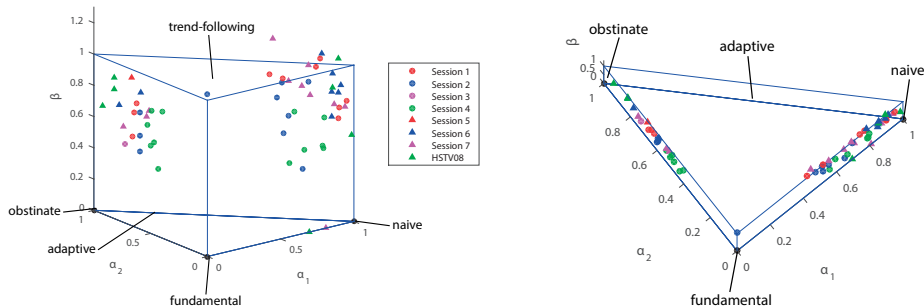 1.2
trend-following
1
0.8
β
0.6
0.4
0.2
0
obstinate
1
adaptive
0.5
α2
0
0
fundamental
0.5
α1
1
naive
Session 1
Session 2
Session 3
Session 4
Session 5
Session 6
Session 7
HSTV08
β
obstinate
1
0.5
0
adaptive
naive
1
0.8
0.6
0.4
0.2
α2
0
0
fundamental
0.2
0.4
α1
0.6
0.8
1